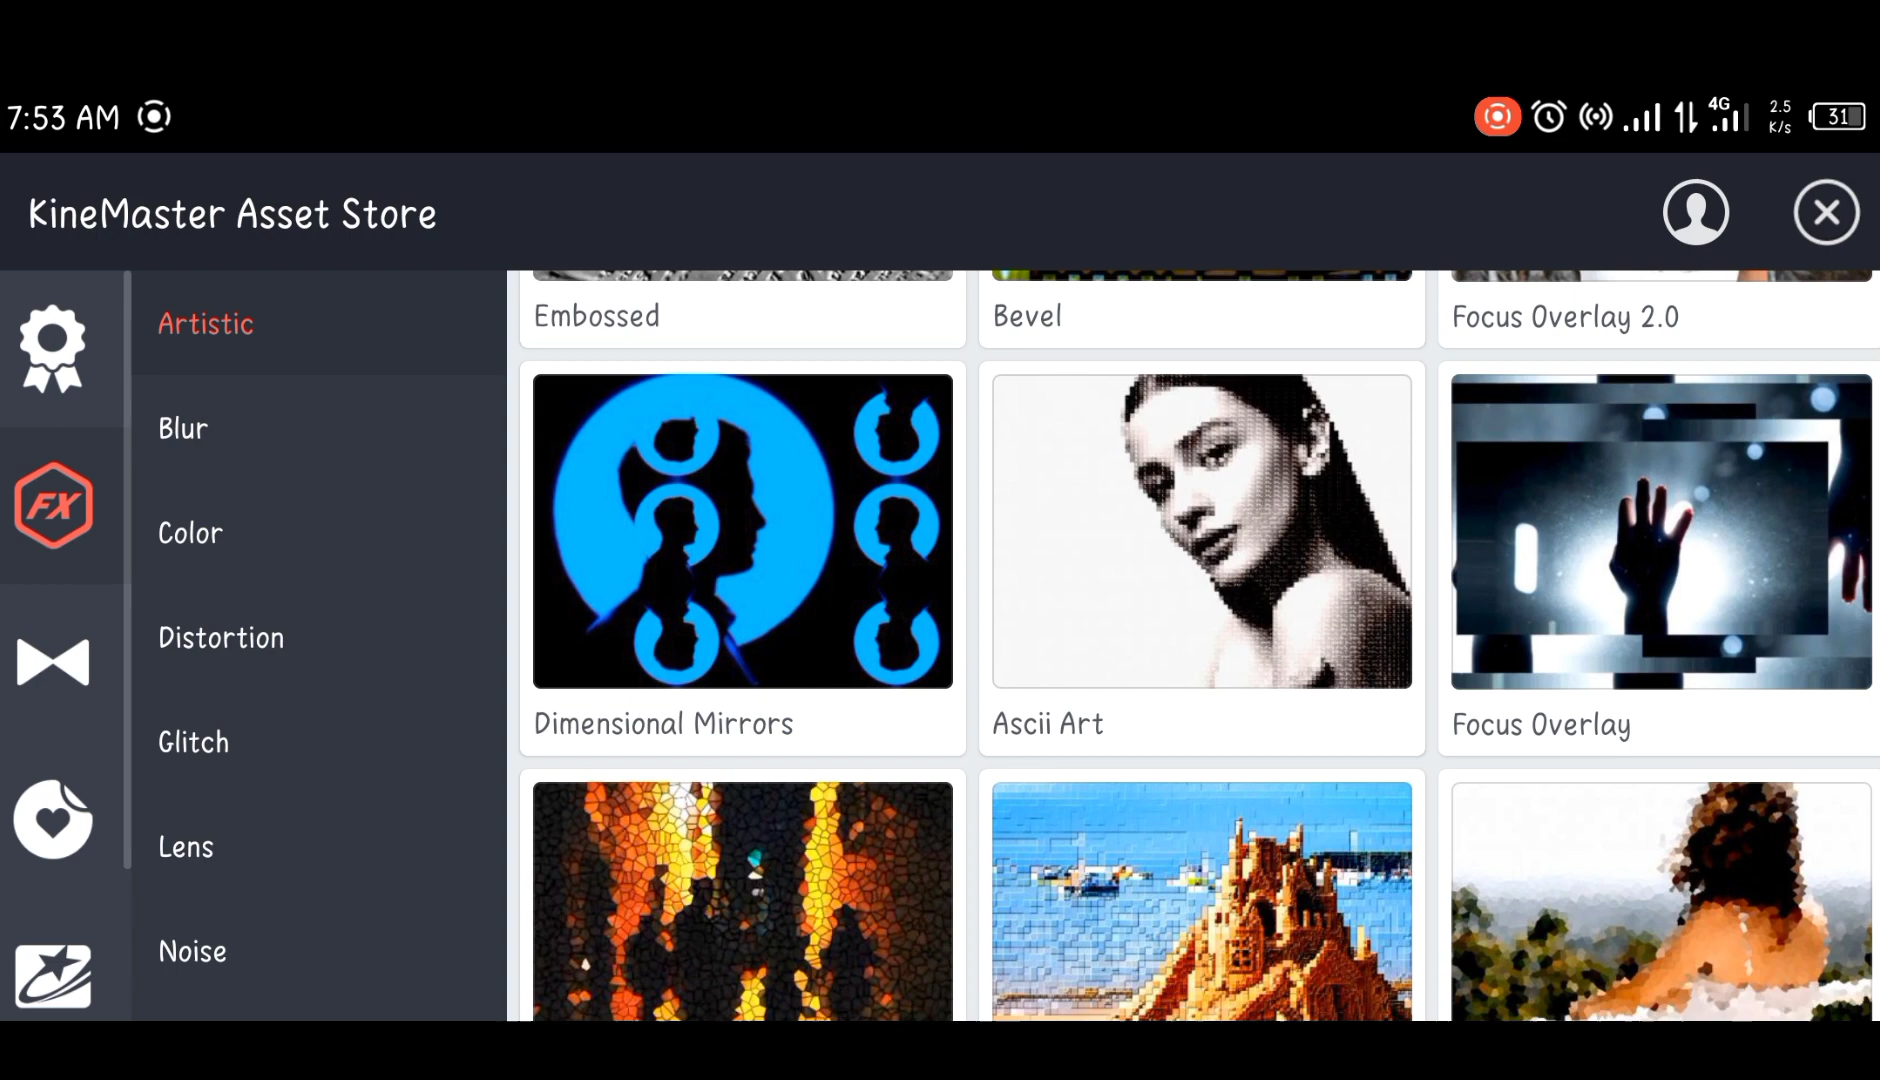 7:53 AM
4G
2.5
K/s
31
KineMaster Asset Store
FX
Artistic
Blur
Color
Distortion
Glitch
Lens
Noise
Embossed
Bevel
Focus Overlay 2.0
Dimensional Mirrors
Ascii Art
Focus Overlay